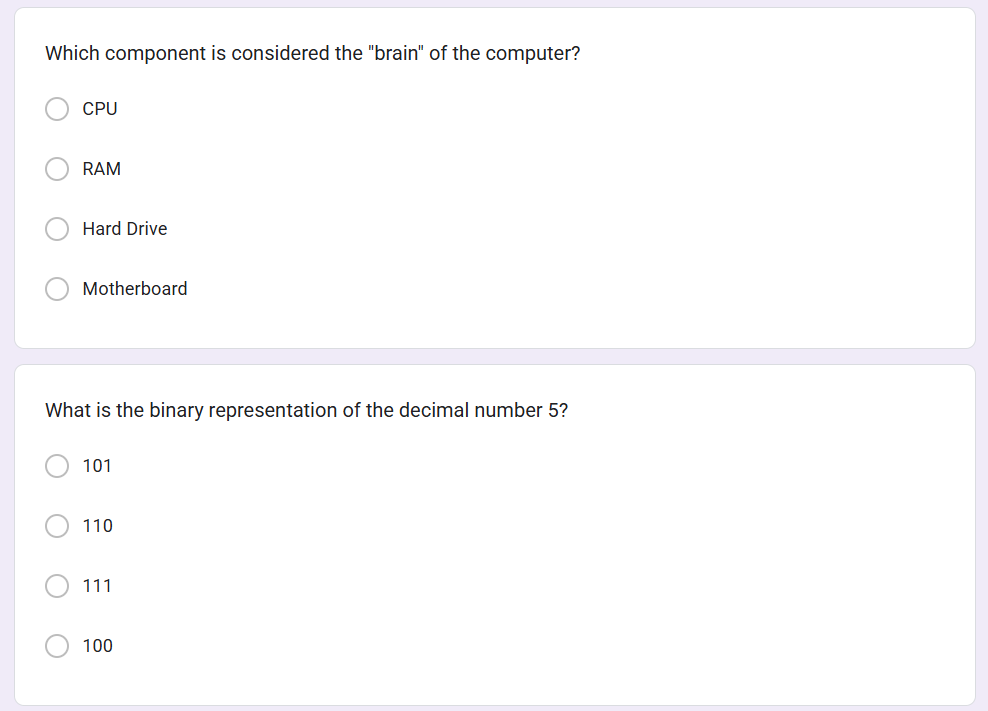 Which component is considered the "brain" of the computer?
CPU
RAM
Hard Drive
Motherboard
What is the binary representation of the decimal number 5?
101
110
111
100